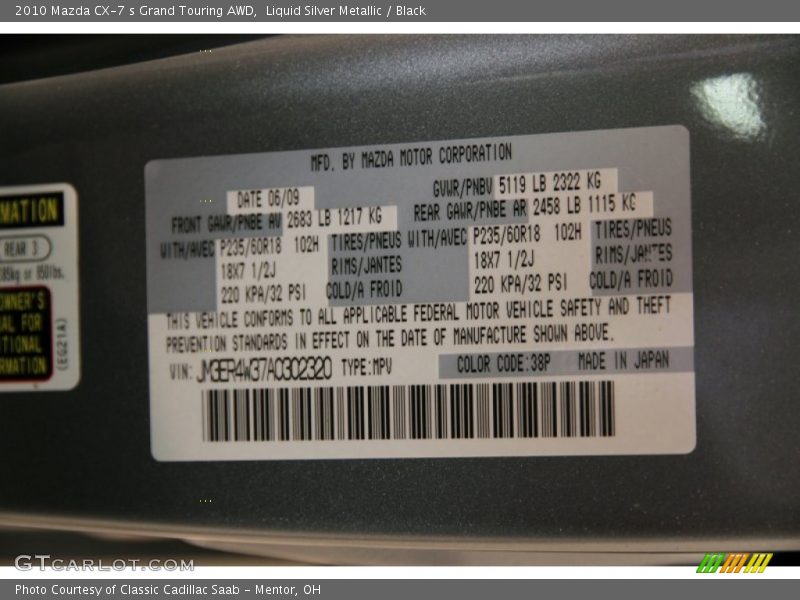 2010 Mazda CX-7 s Grand Touring AWD, Liquid Silver Metallic / Black
MFD. BY MAZDA MOTOR CORPORATION
DATE 06/09 GVWR/PNBV 5119 LB 2322 KG
FRONT GAWR/PNBE AV 2683 LB 1217 KG REAR GAWR/PNBE AR 2458 LB 1115 KG
WITH/AVEC P235/60R18 102H TIRES/PNEUS WITH/AVEC P235/60R18 102H TIRES/PNEUS
18X7 1/2J RIMS/JANTES 18X7 1/2J RIMS/JANTES
220 KPA/32 PSI COLD/A FROID 220 KPA/32 PSI COLD/A FROID
THIS VEHICLE CONFORMS TO ALL APPLICABLE FEDERAL MOTOR VEHICLE SAFETY AND THEFT
PREVENTION STANDARDS IN EFFECT ON THE DATE OF MANUFACTURE SHOWN ABOVE.
VIN: JM3ER4W37A0302320 TYPE:MPV COLOR CODE:38P MADE IN JAPAN
MATION
REAR 3
85kg or 850lbs.
OWNER'S
AL FOR
ITIONAL
RMATION
(EG21A)
GTCARLOT.COM
Photo Courtesy of Classic Cadillac Saab - Mentor, OH